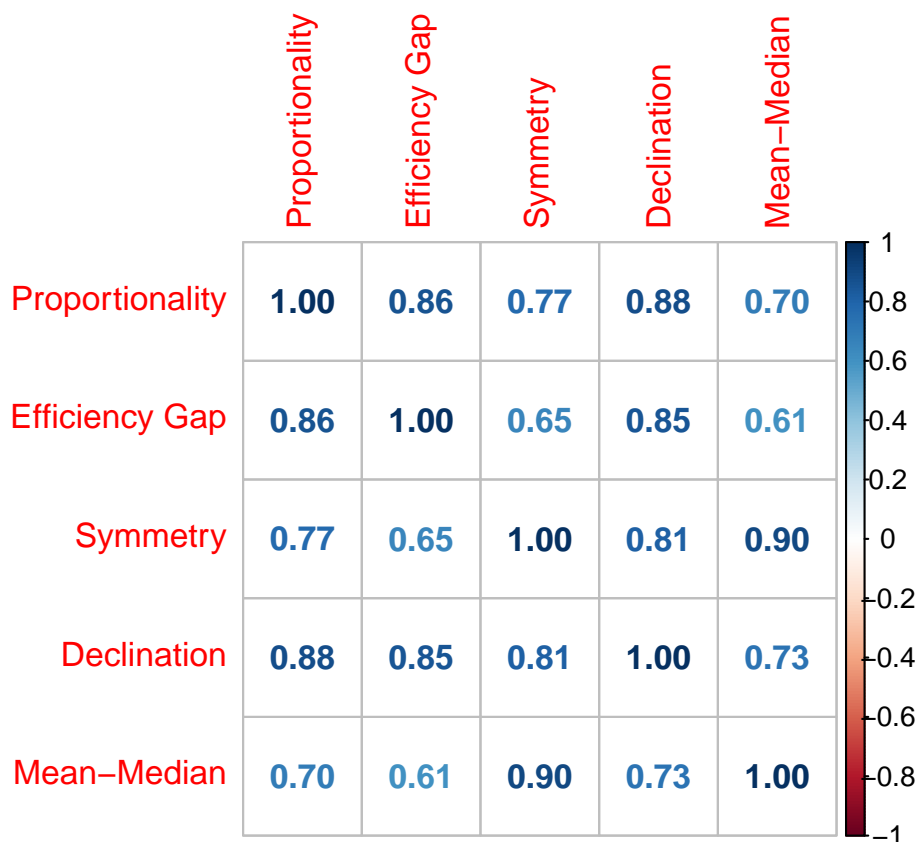 Proportionality
Efficiency Gap
Symmetry
Declination
Mean−Median
Proportionality 1.00 0.86 0.77 0.88 0.70
Efficiency Gap 0.86 1.00 0.65 0.85 0.61
Symmetry 0.77 0.65 1.00 0.81 0.90
Declination 0.88 0.85 0.81 1.00 0.73
Mean−Median 0.70 0.61 0.90 0.73 1.00
1
0.8
0.6
0.4
0.2
0
−0.2
−0.4
−0.6
−0.8
−1